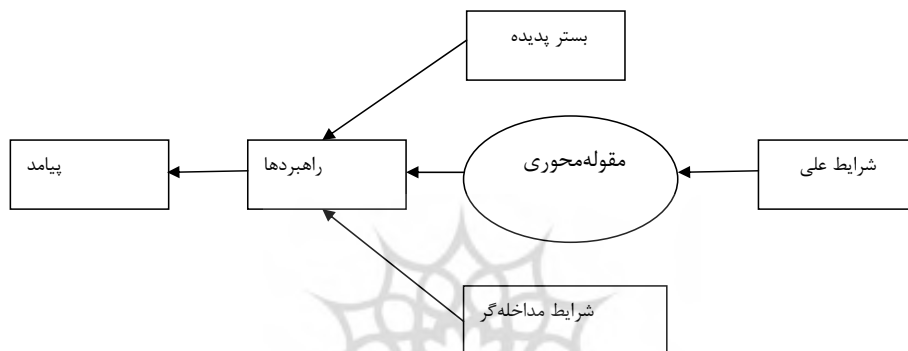 بستر پدیده
شرایط علی
مقوله‌محوری
راهبردها
پیامد
شرایط مداخله‌گر